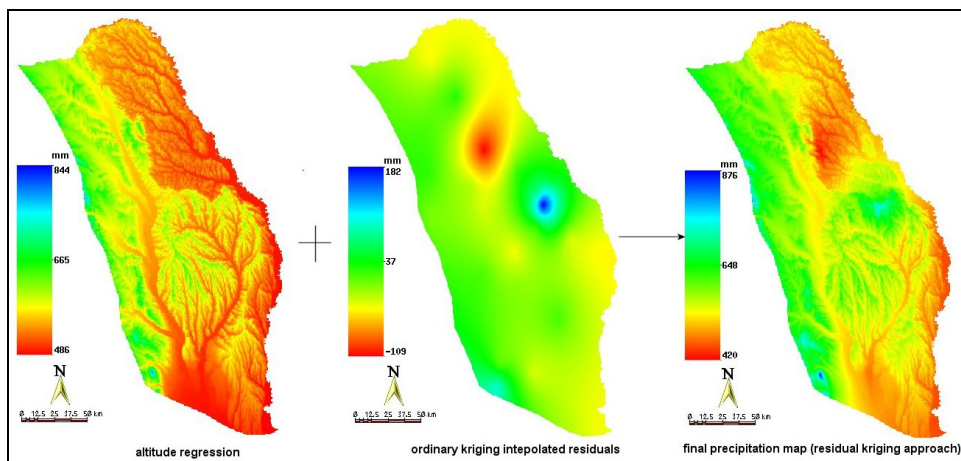 mm
844
665
486
N
0 12.5 25 37.5 50 km
altitude regression
mm
182
37
-109
N
0 12.5 25 37.5 50 km
ordinary kriging intepolated residuals
mm
876
648
420
N
0 12.5 25 37.5 50 km
final precipitation map (residual kriging approach)